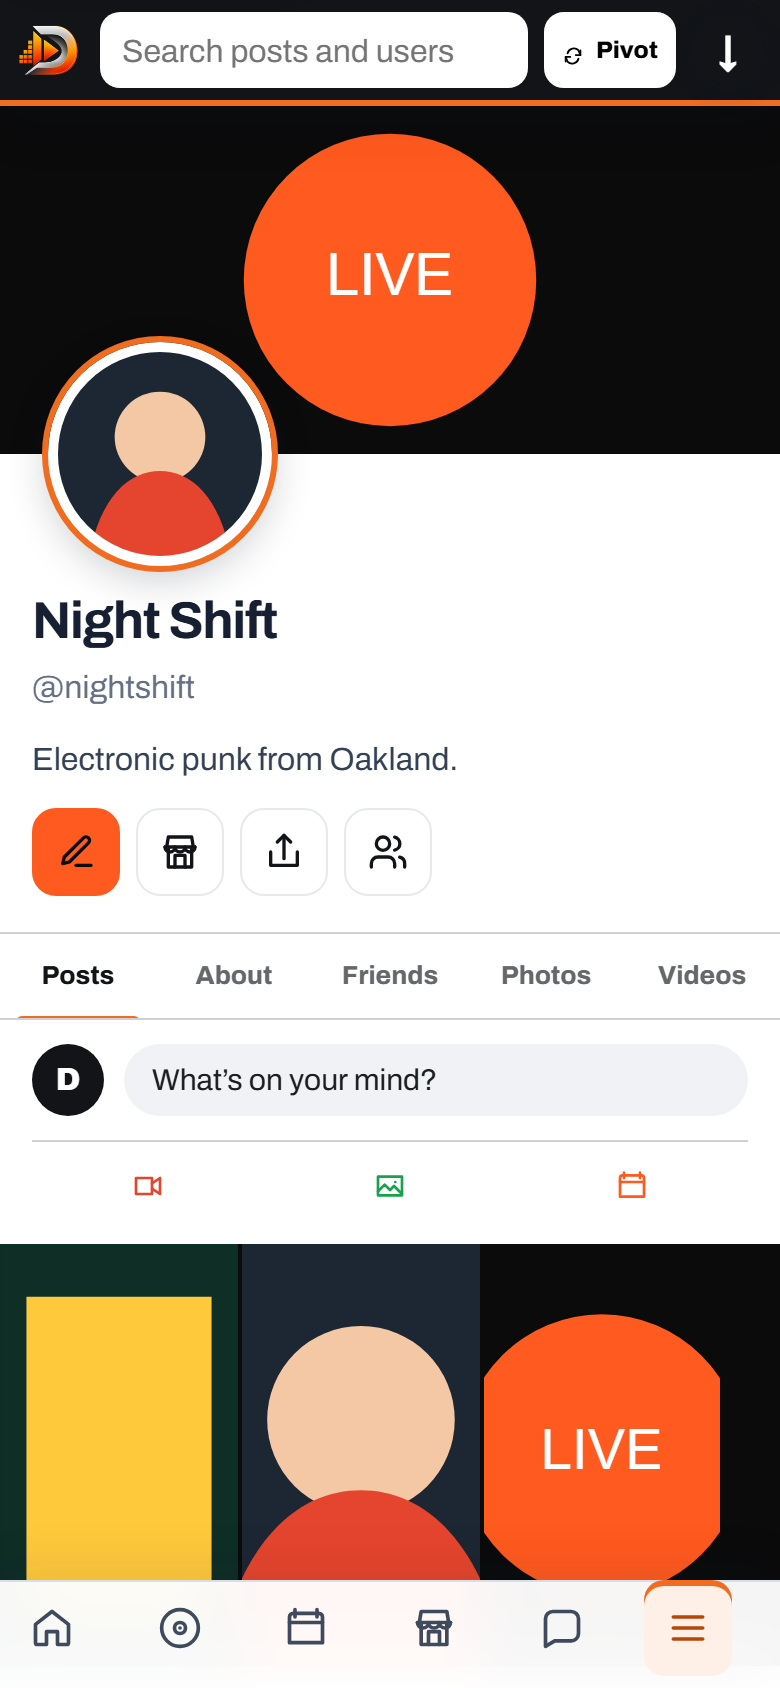 Search posts and users
Pivot
LIVE
Night Shift
@nightshift
Electronic punk from Oakland.
Posts About Friends Photos Videos
D
What’s on your mind?
LIVE